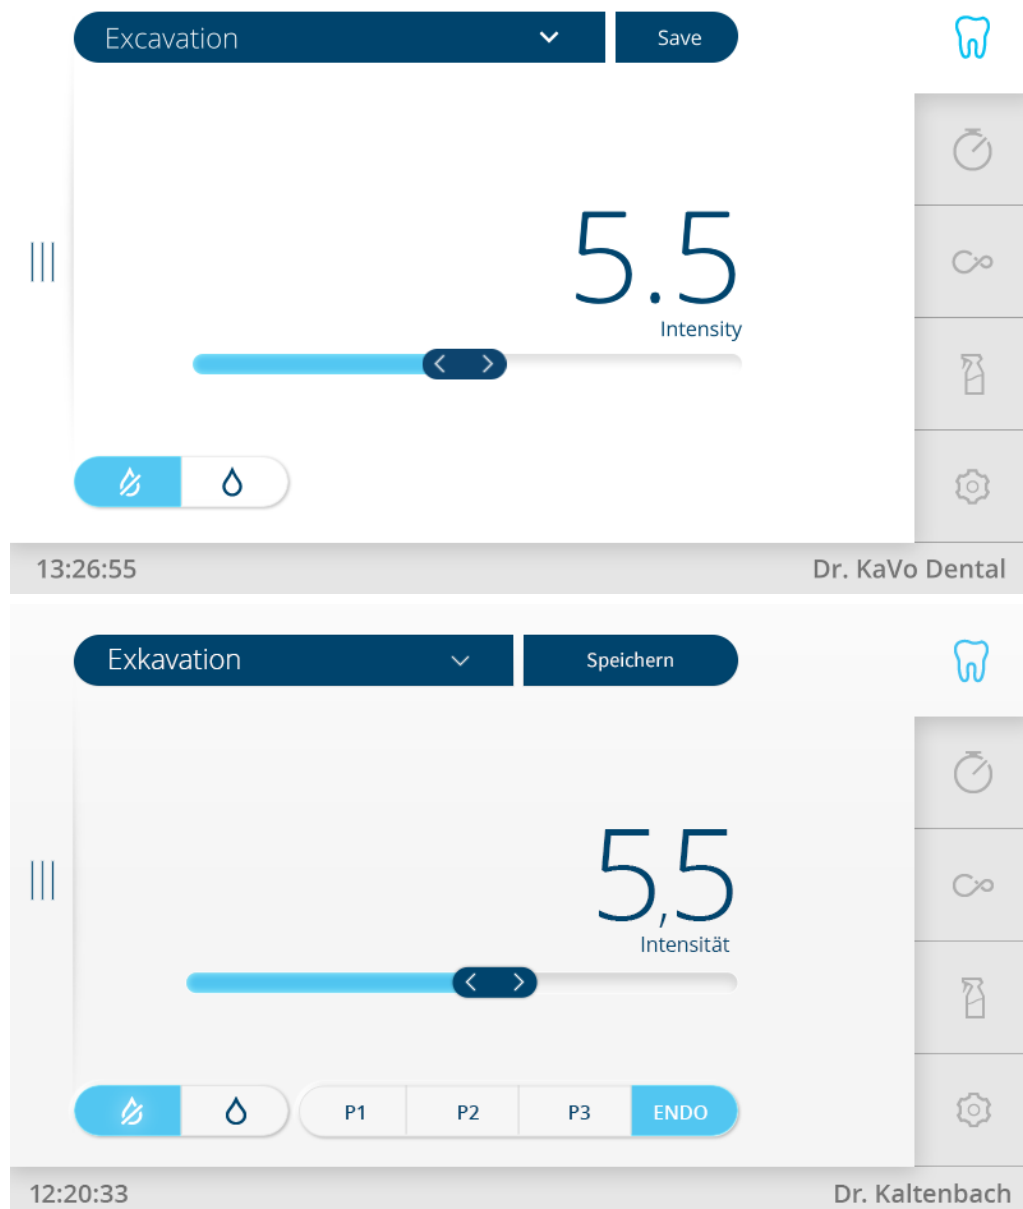 Excavation
Save
5.5
Intensity
13:26:55
Dr. KaVo Dental
Exkavation
Speichern
5,5
Intensität
P1 P2 P3 ENDO
12:20:33
Dr. Kaltenbach